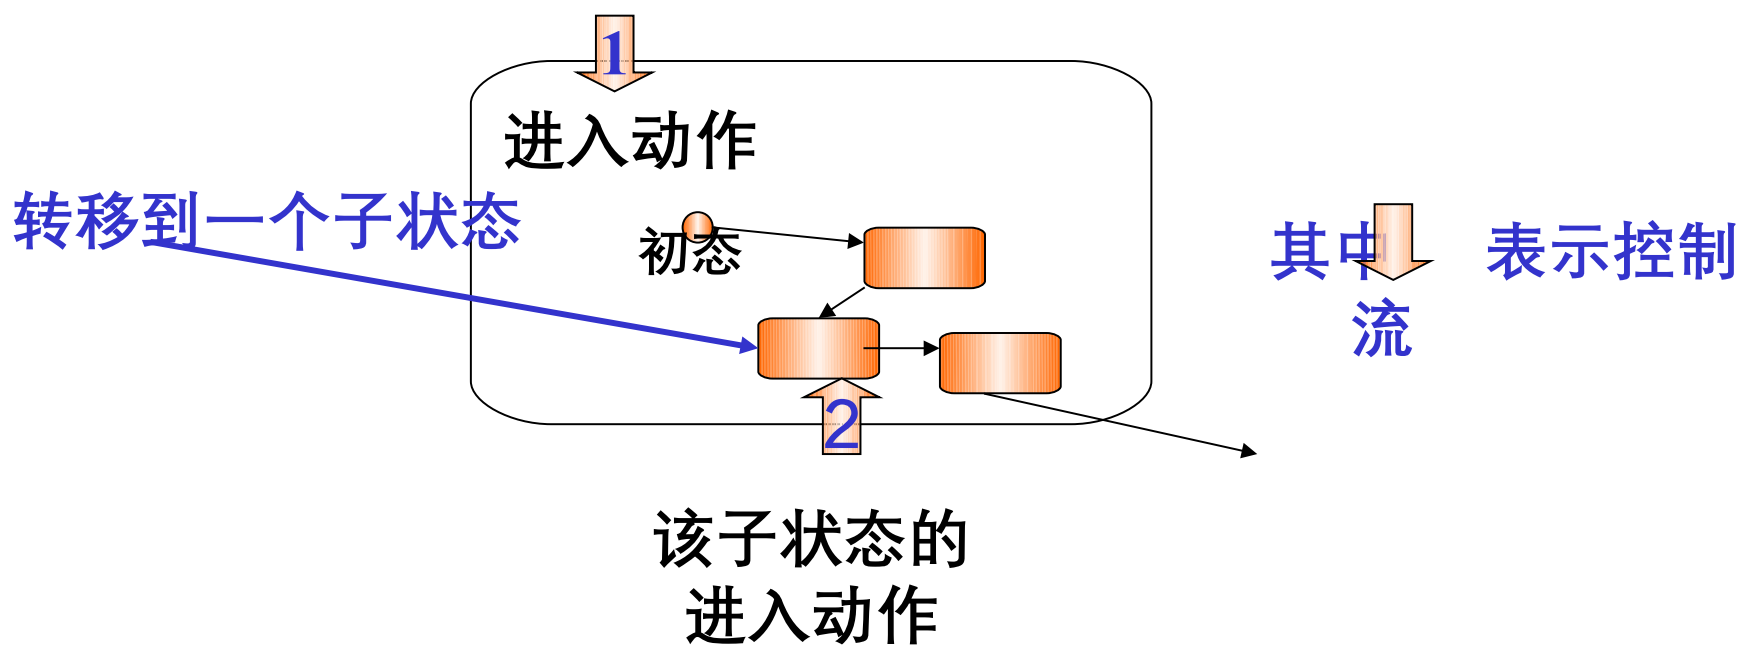 1
进入动作
转移到一个子状态
初态
其中 表示控制
流
2
该子状态的
进入动作